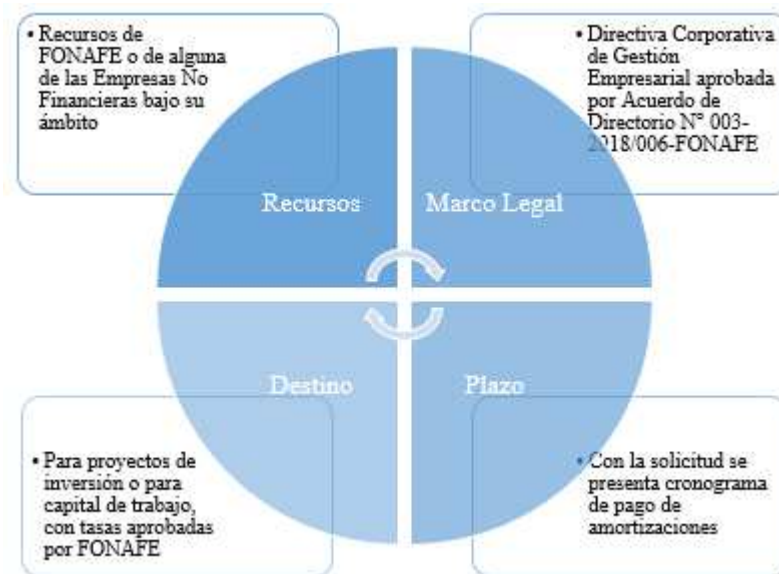 • Recursos de
FONAFE o de alguna
de las Empresas No
Financieras bajo su
ámbito
• Directiva Corporativa
de Gestión
Empresarial aprobada
por Acuerdo de
Directorio N° 003-
2018/006-FONAFE
Recursos
Marco Legal
Destino
Plazo
• Para proyectos de
inversión o para
capital de trabajo,
con tasas aprobadas
por FONAFE
• Con la solicitud se
presenta cronograma
de pago de
amortizaciones